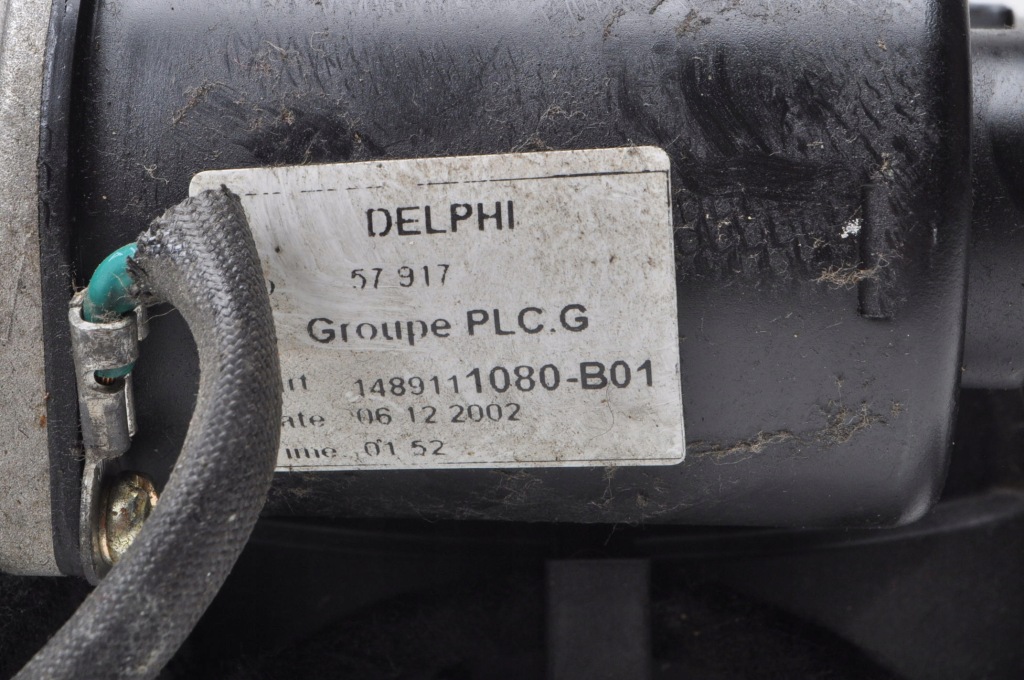 DELPHI
57 917
Groupe PLC.G
1489111080-B01
06 12 2002
01 52